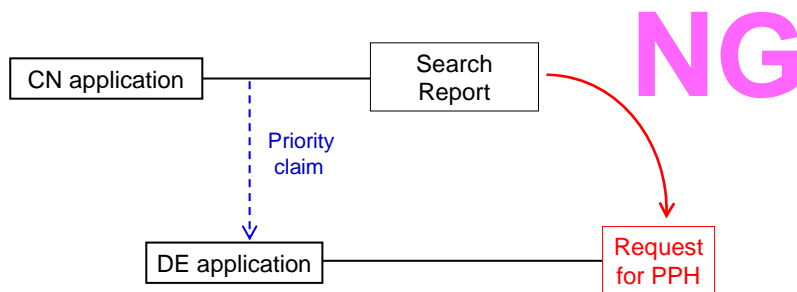 NG
CN application
Search
Report
Priority
claim
DE application
Request
for PPH